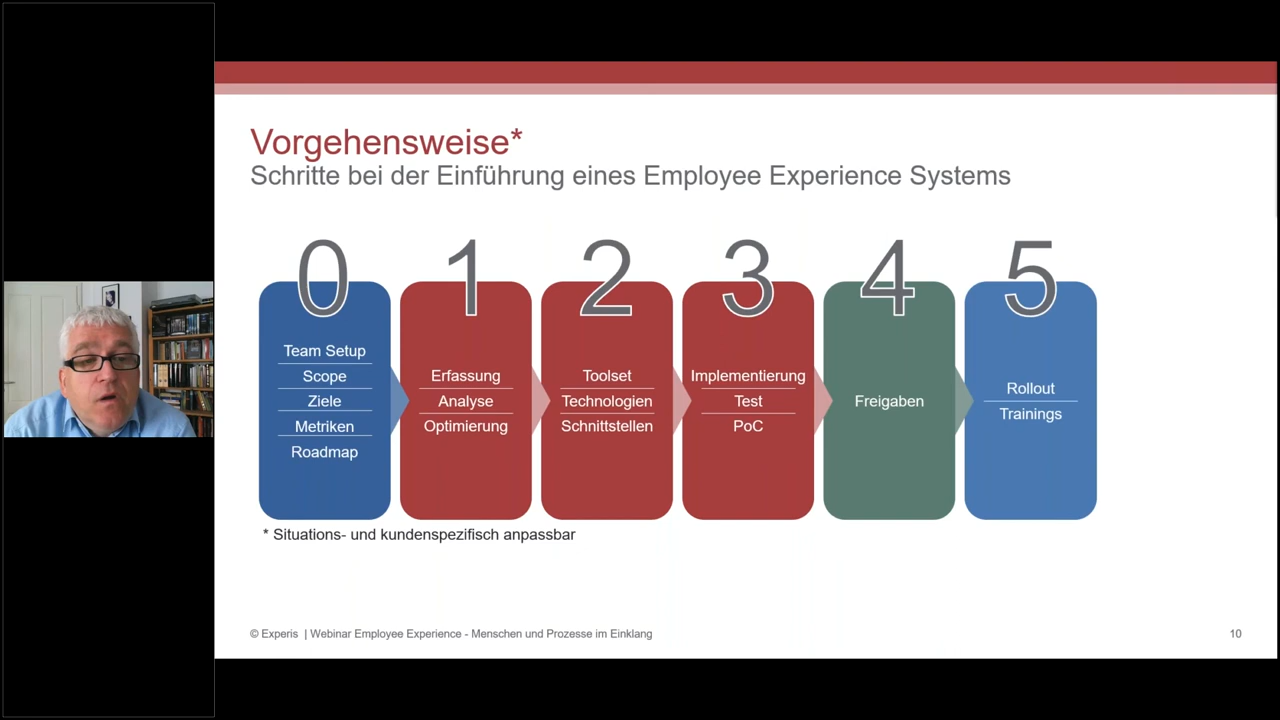 Vorgehensweise*
Schritte bei der Einführung eines Employee Experience Systems
0
Team Setup
Scope
Ziele
Metriken
Roadmap
1
Erfassung
Analyse
Optimierung
2
Toolset
Technologien
Schnittstellen
3
Implementierung
Test
PoC
4
Freigaben
5
Rollout
Trainings
* Situations- und kundenspezifisch anpassbar
© Experis | Webinar Employee Experience - Menschen und Prozesse im Einklang
10